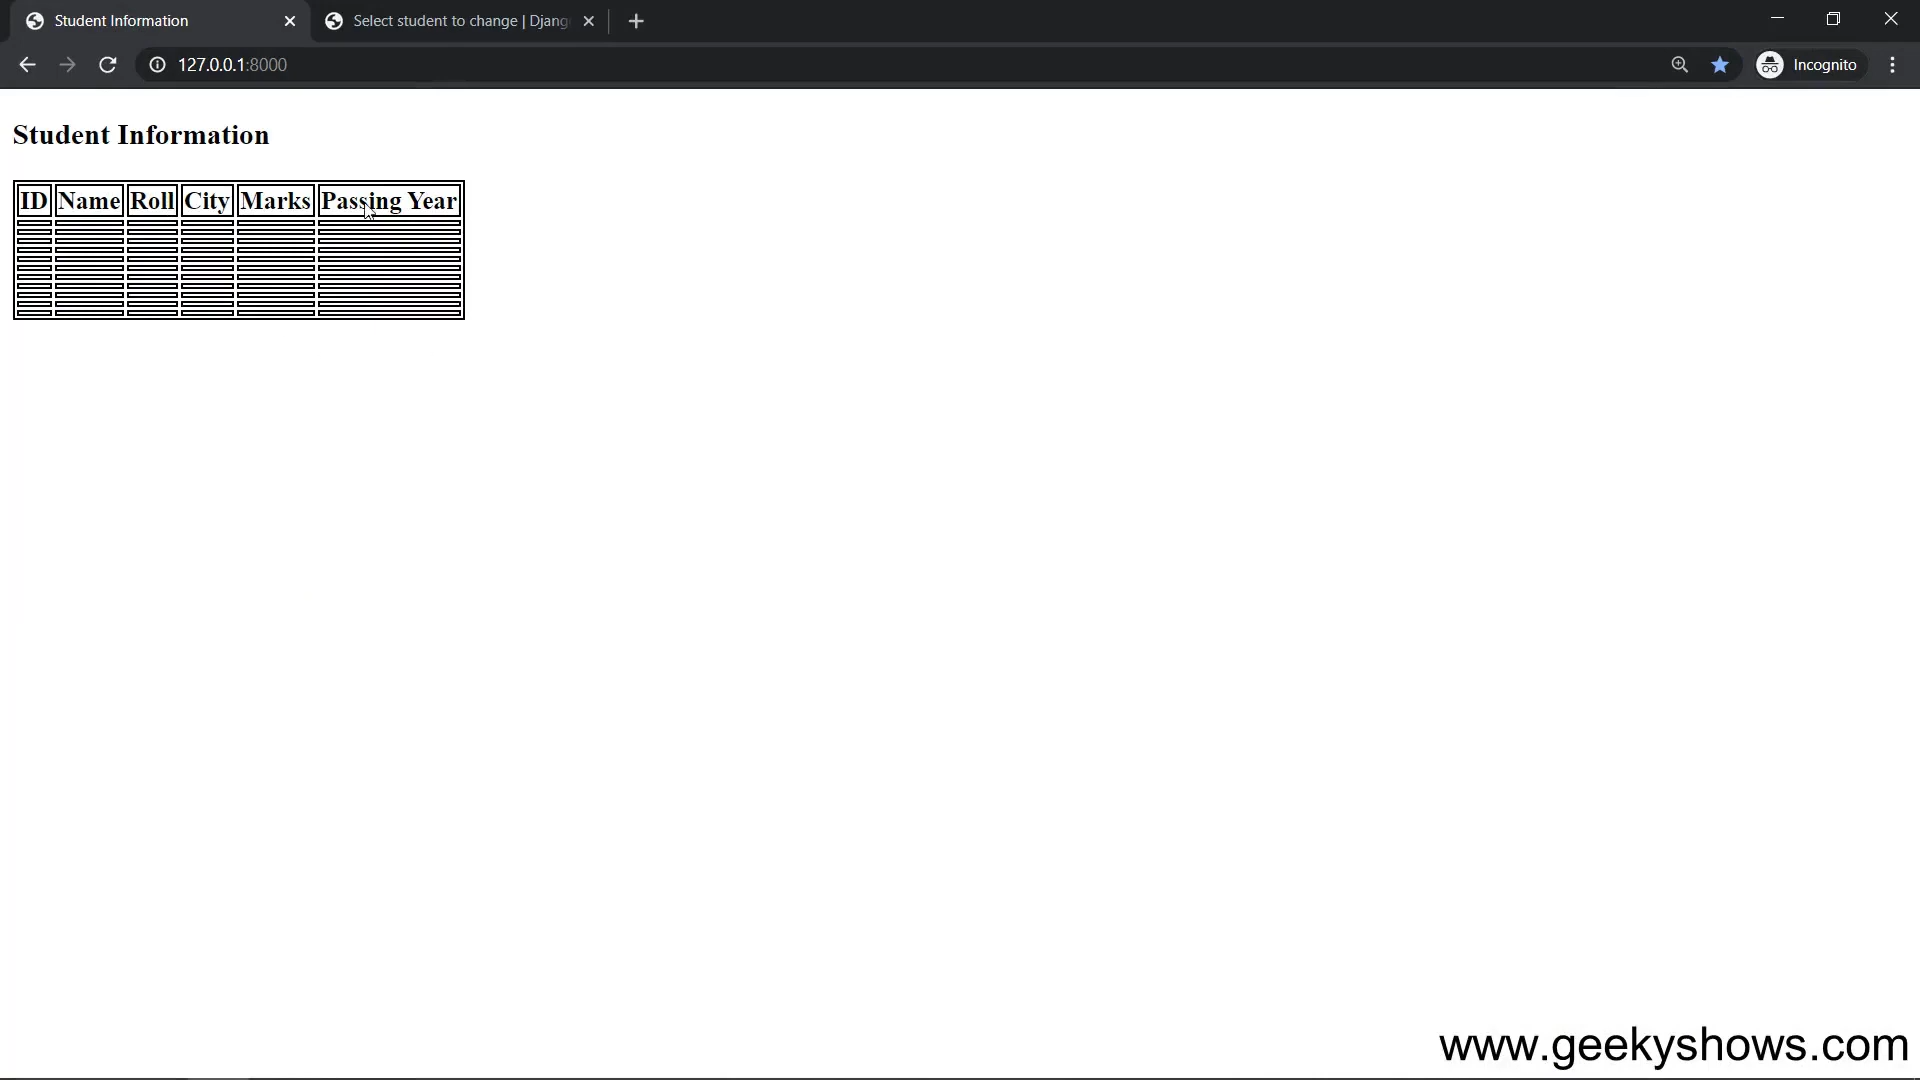 Student Information
Select student to change | Djang
127.0.0.1:8000
Incognito
Student Information
ID Name Roll City Marks Passing Year
www.geekyshows.com